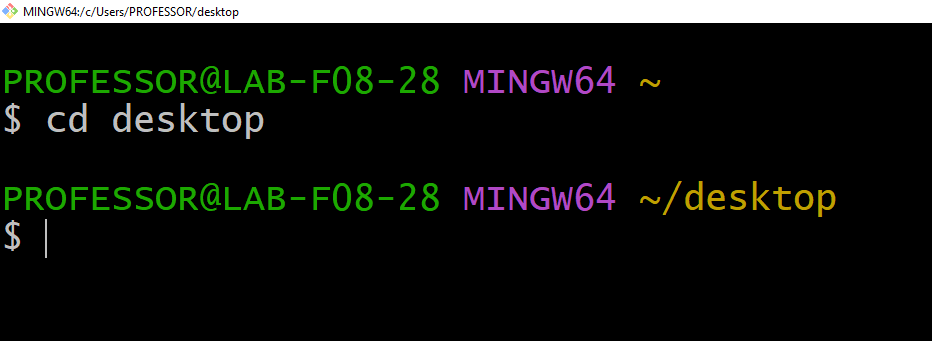 MINGW64:/c/Users/PROFESSOR/desktop
PROFESSOR@LAB-F08-28 MINGW64 ~
$ cd desktop
PROFESSOR@LAB-F08-28 MINGW64 ~/desktop
$